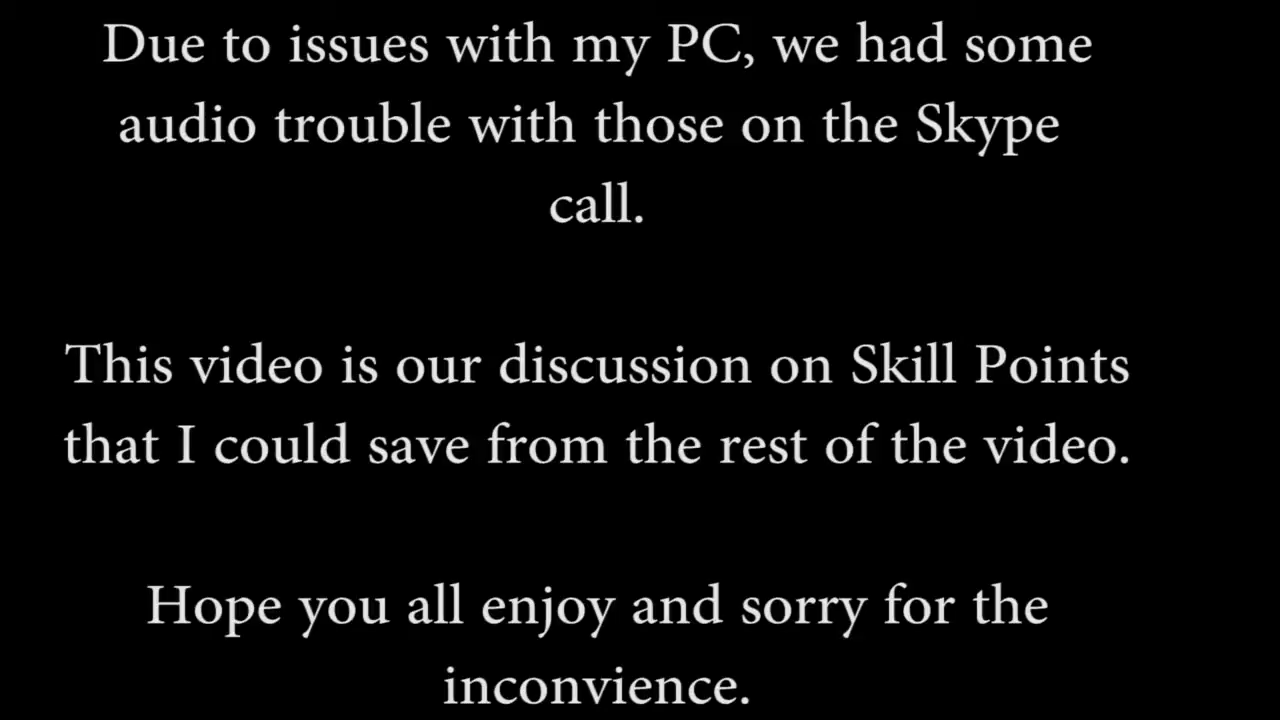 Due to issues with my PC, we had some
audio trouble with those on the Skype
call.
This video is our discussion on Skill Points
that I could save from the rest of the video.
Hope you all enjoy and sorry for the
inconvience.